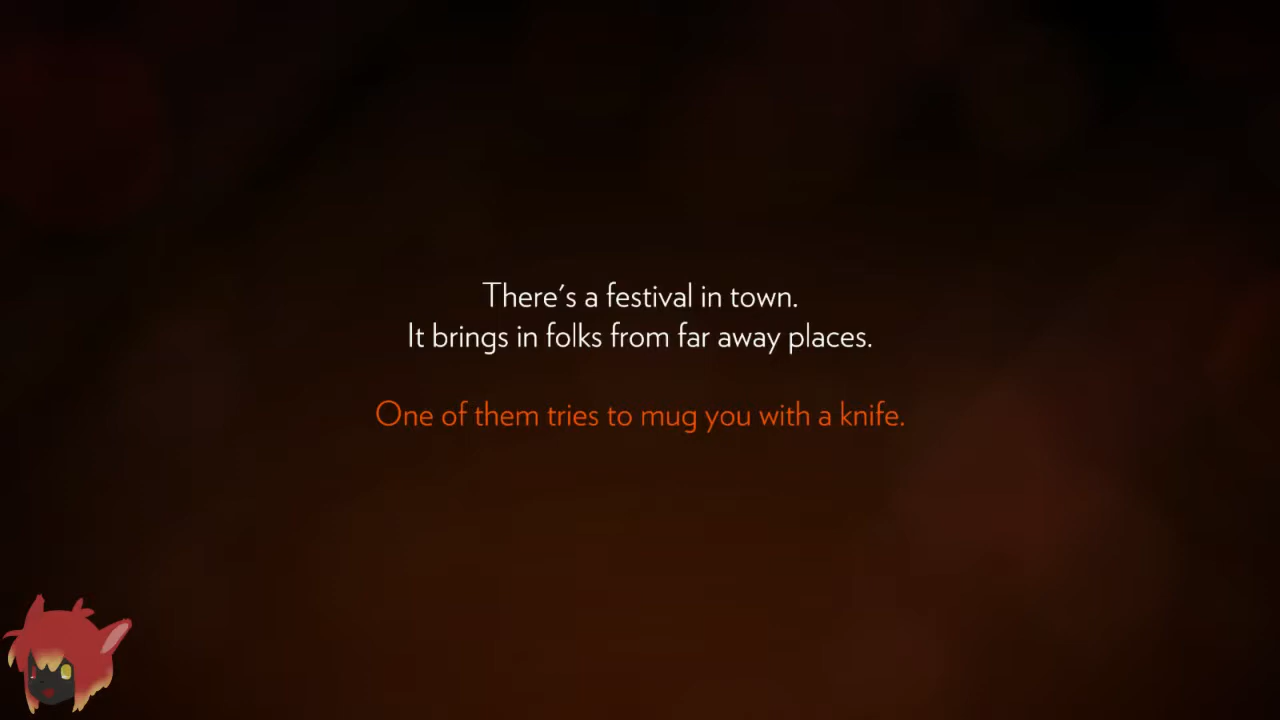 There's a festival in town.
It brings in folks from far away places.
One of them tries to mug you with a knife.